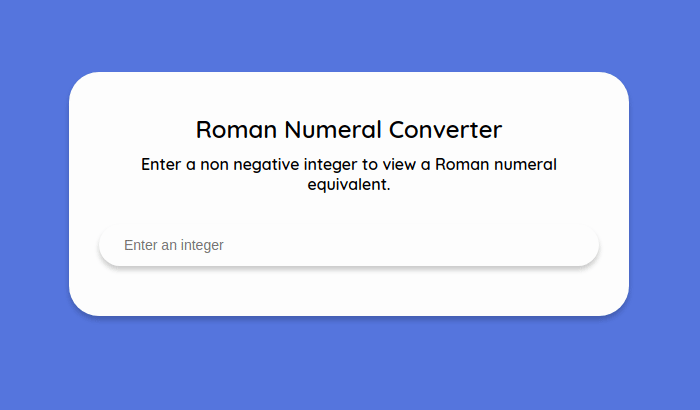 Roman Numeral Converter
Enter a non negative integer to view a Roman numeral
equivalent.
Enter an integer